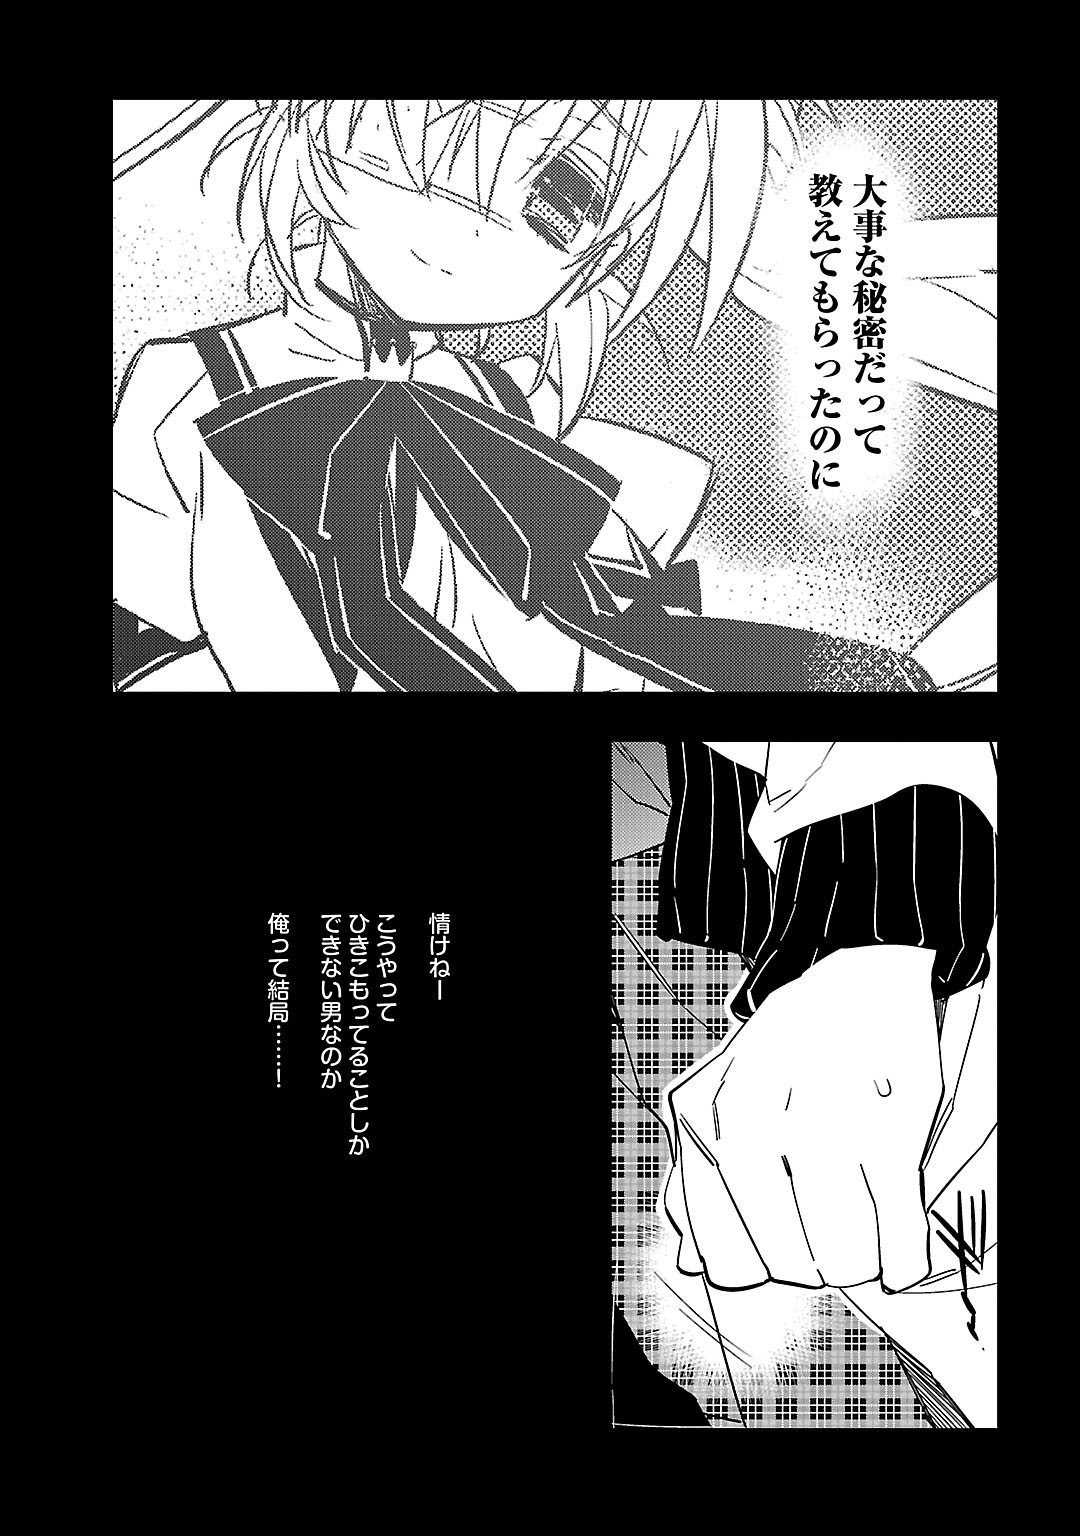 大事な秘密だって
教えてもらったのに
情けねー
こうやって
ひきこもってることしか
できない男なのか
俺って結局……！